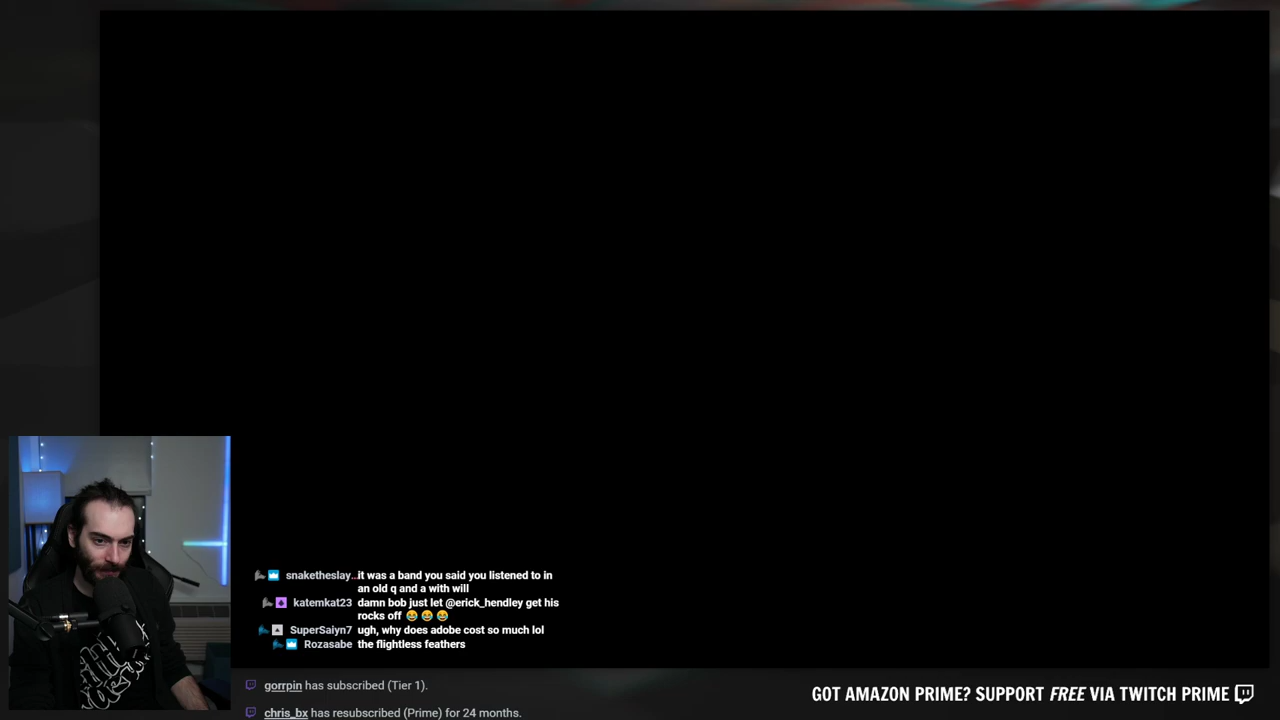 snaketheslay… it was a band you said you listened to in
an old q and a with will
katemkat23 damn bob just let @erick_hendley get his
rocks off 😂 😂 😂
SuperSaiyn7 ugh, why does adobe cost so much lol
Rozasabe the flightless feathers
gorrpin has subscribed (Tier 1).
chris_bx has resubscribed (Prime) for 24 months.
GOT AMAZON PRIME? SUPPORT FREE VIA TWITCH PRIME